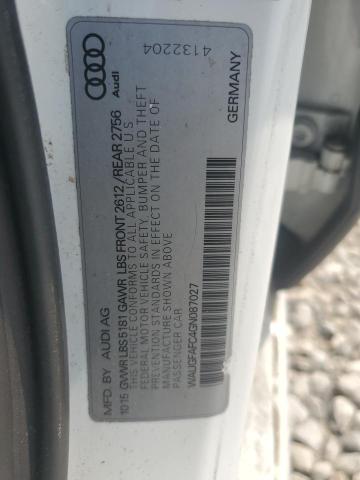 Audi
4132204
MFD. BY AUDI AG
10 15 GVWR LBS 5181 GAWR LBS FRONT 2612 / REAR 2756
THIS VEHICLE CONFORMS TO ALL APPLICABLE U S
FEDERAL MOTOR VEHICLE SAFETY, BUMPER AND THEFT
PREVENTION STANDARDS IN EFFECT ON THE DATE OF
MANUFACTURE SHOWN ABOVE
PASSENGER CAR
WAUGFAFC4GN087027
GERMANY